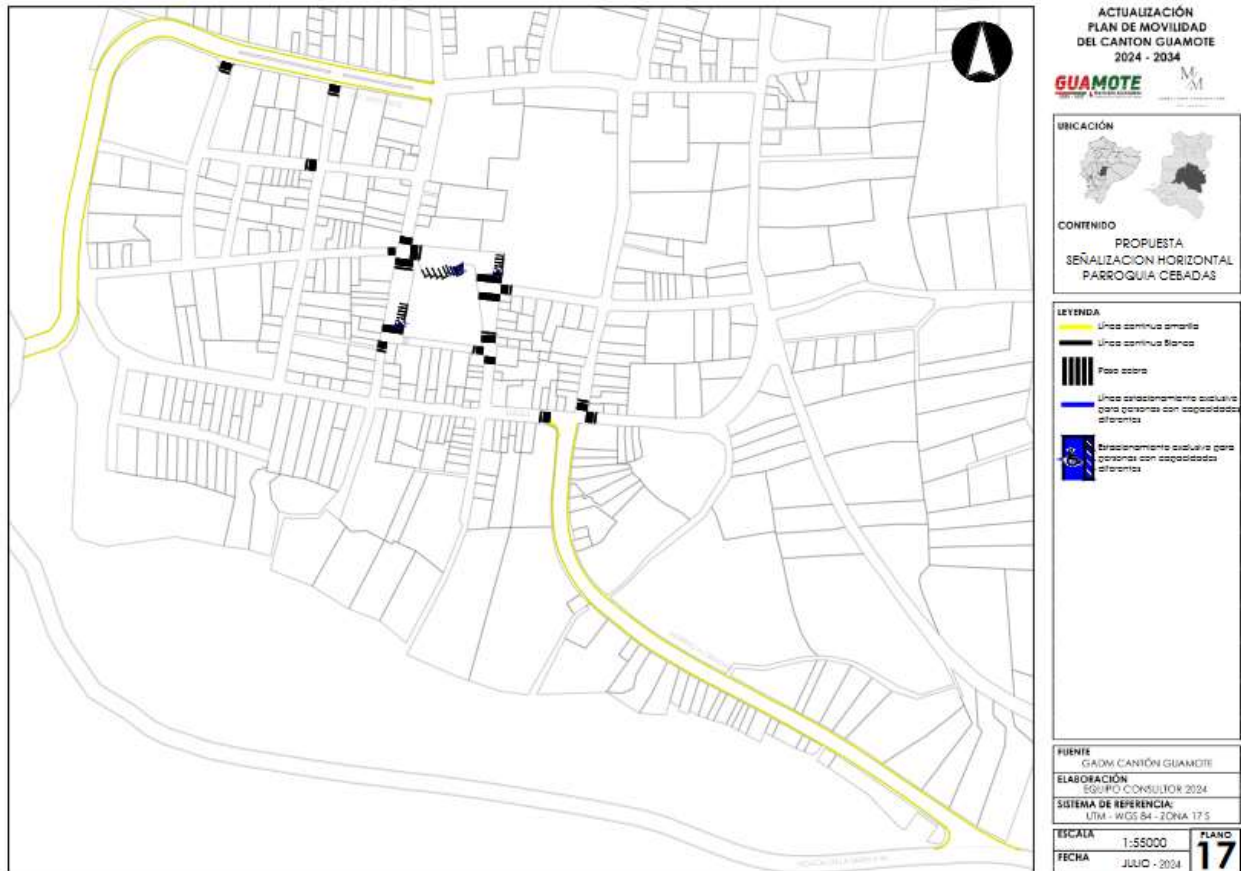 ACTUALIZACIÓN
PLAN DE MOVILIDAD
DEL CANTON GUAMOTE
2024 - 2034
GUAMOTE
M/M
UBICACIÓN
CONTENIDO
PROPUESTA
SEÑALIZACION HORIZONTAL
PARROQUIA CEBADAS
LEYENDA
Línea continua amarilla
Línea continua Blanca
Paso cebra
Línea estacionamiento exclusivo
para personas con capacidades
diferentes
Estacionamiento exclusivo para
personas con capacidades
diferentes
FUENTE
GADM CANTÓN GUAMOTE
ELABORACIÓN
EQUIPO CONSULTOR 2024
SISTEMA DE REFERENCIA:
UTM - WGS 84 - ZONA 17 S
ESCALA
1:55000
FECHA
JULIO - 2024
PLANO
17